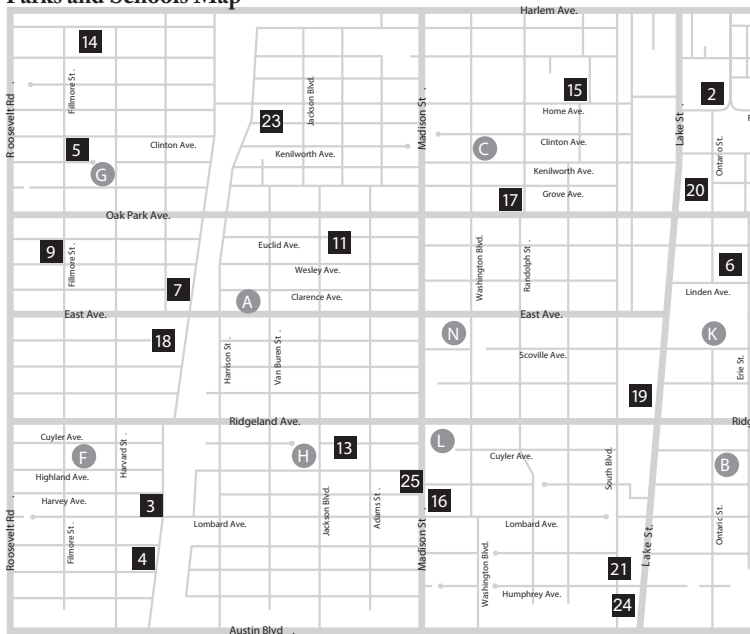 Parks and Schools Map
Harlem Ave.
14
Fillmore St.
Roosevelt Rd
23
Jackson Blvd.
Madison St.
15
Home Ave.
2
Lake St.
Ontario St.
5
Clinton Ave.
G
Kenilworth Ave.
C
Clinton Ave.
Kenilworth Ave.
17
Grove Ave.
20
Oak Park Ave.
9
Fillmore St.
7
Euclid Ave.
11
Wesley Ave.
Clarence Ave.
A
Washington Blvd.
Randolph St.
6
Linden Ave.
East Ave.
East Ave.
18
Harrison St.
Van Buren St.
N
Scoville Ave.
K
Erie St.
19
Ridgeland Ave.
Ridg
Cuyler Ave.
F
Harvard St.
Highland Ave.
Harvey Ave.
3
Roosevelt Rd
Filmore St.
4
H
13
L
Cuyler Ave.
South Blvd.
B
25
16
Jackson Blvd.
Adams St.
Madison St.
Lombard Ave.
Lombard Ave.
Ontaric St.
Lake St.
Washington Blvd.
21
Humphrey Ave.
24
Austin Blvd.